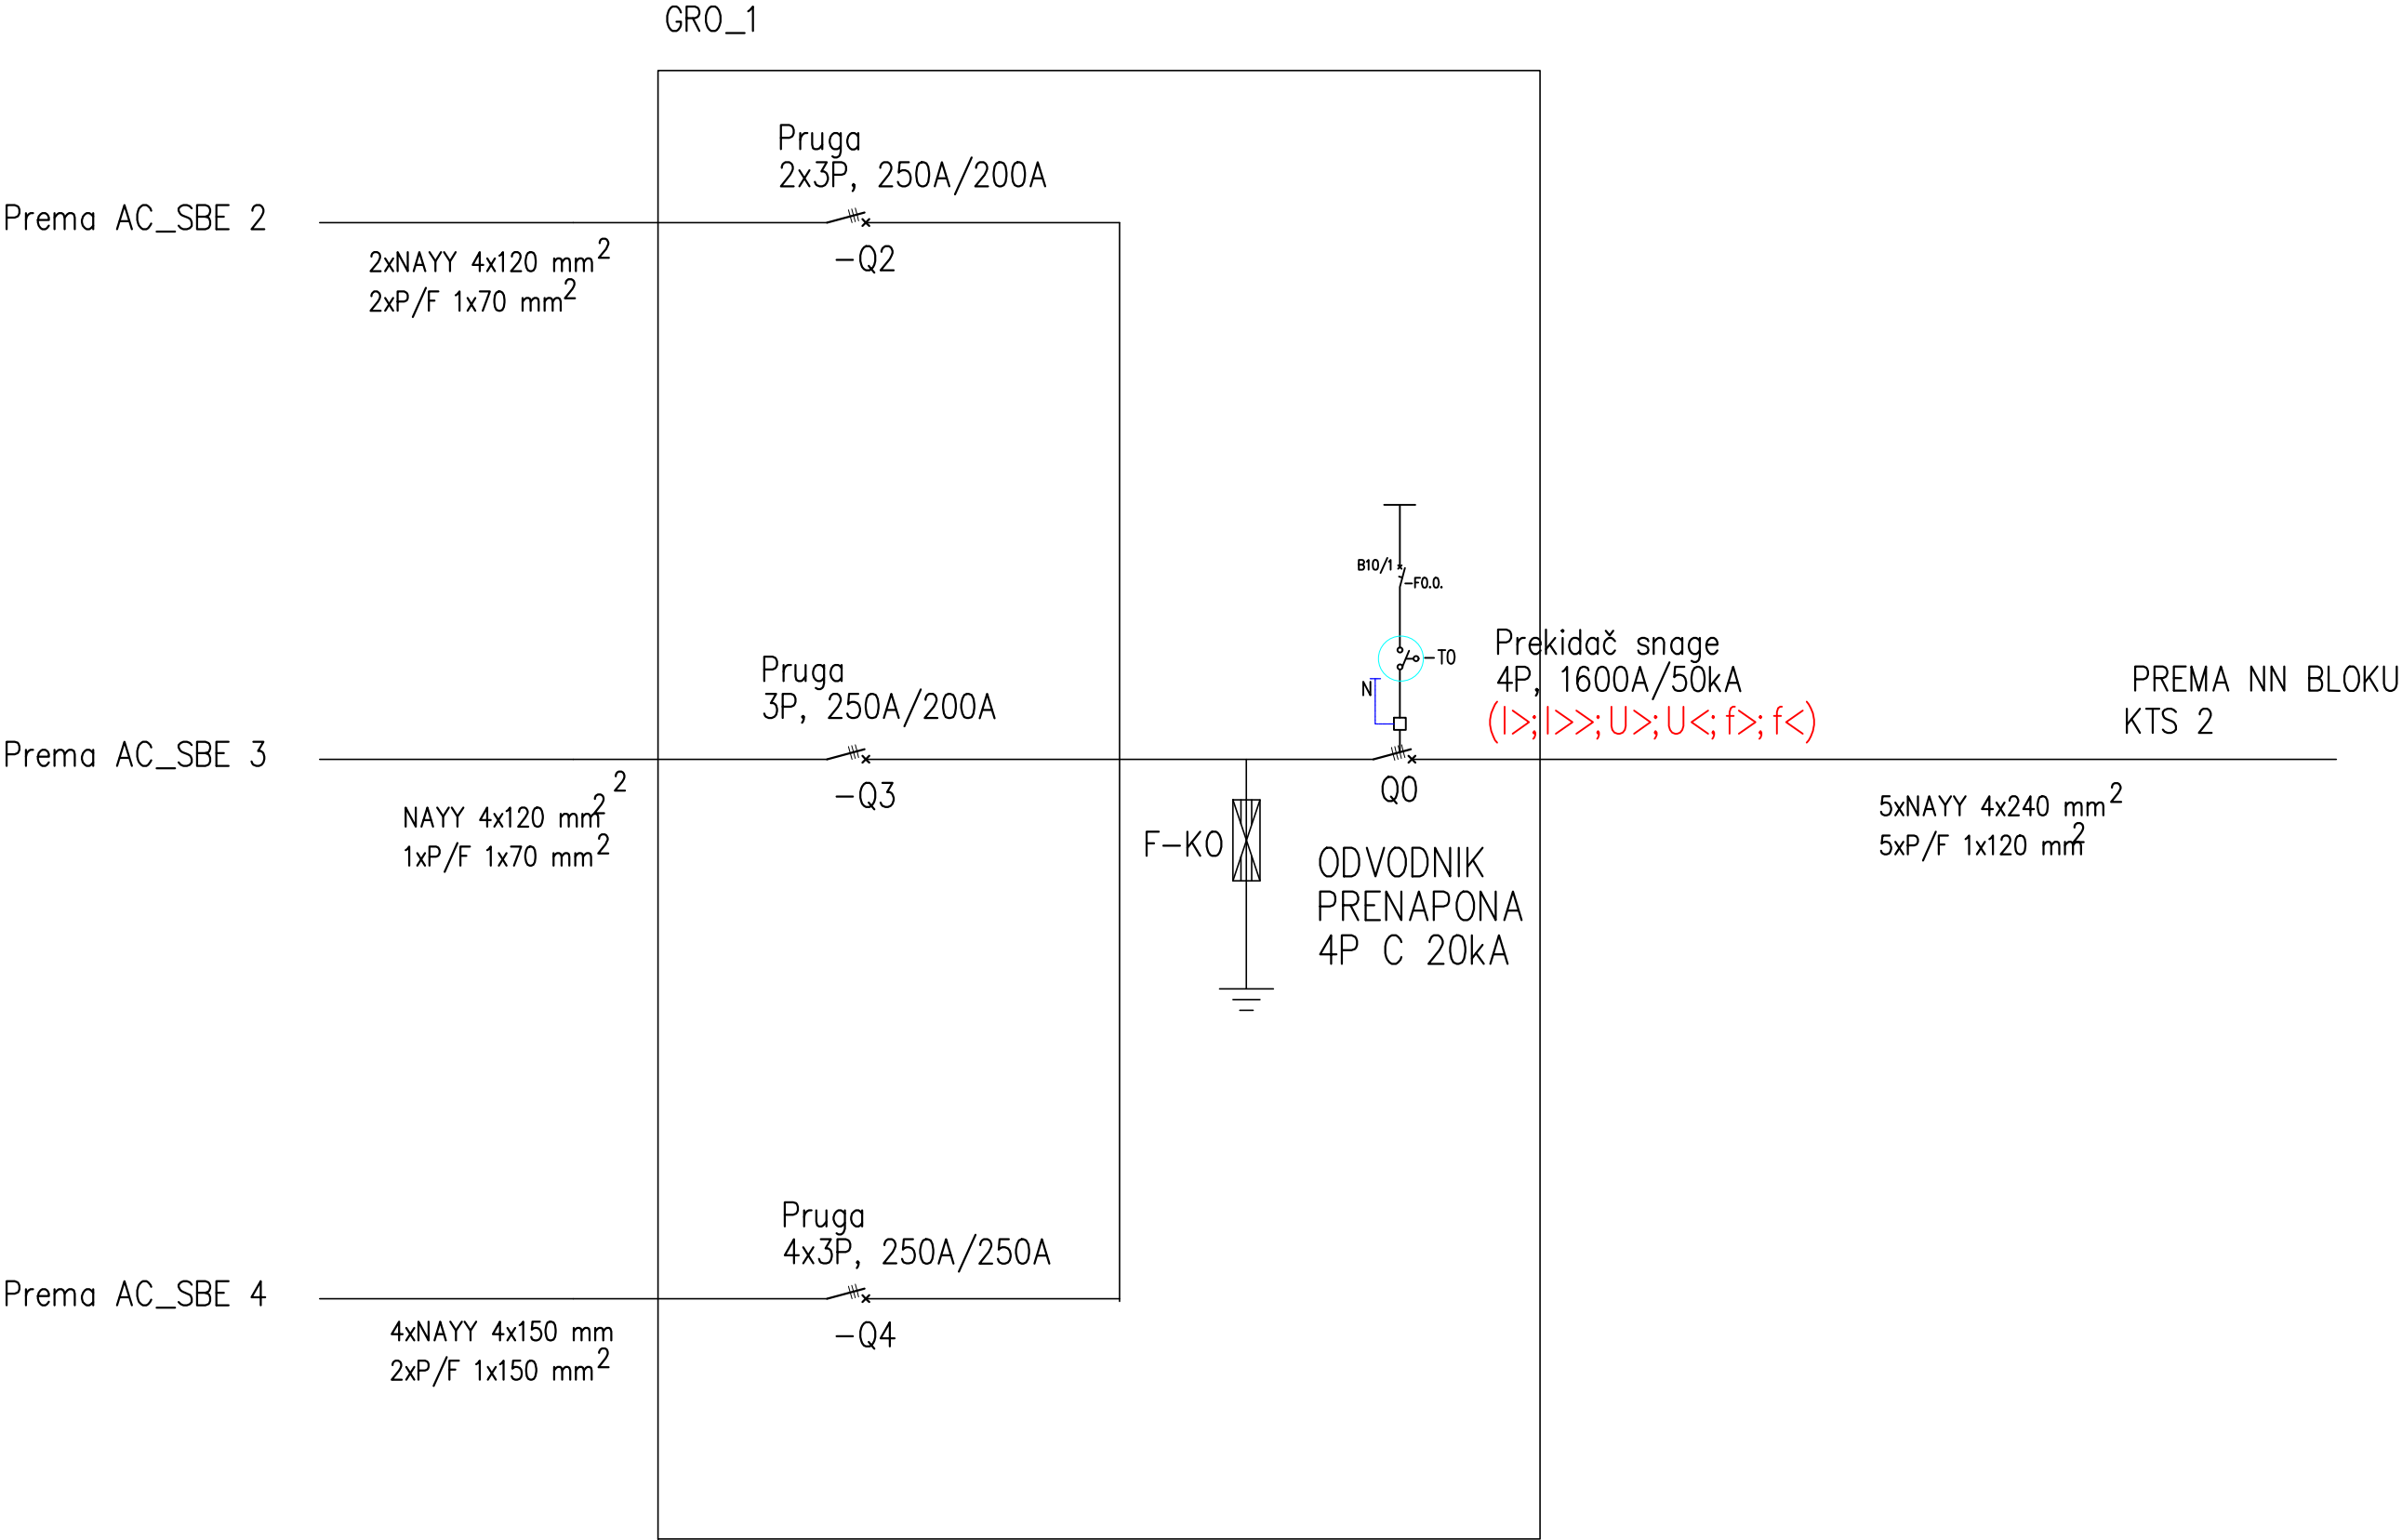 GRO_1
Pruga
2x3P, 250A/200A
Prema AC_SBE 2
-Q2
2xNAYY 4x120 mm2
2xP/F 1x70 mm2
B10/1
-F0.0.
-T0
N
Prekidač snage
4P, 1600A/50kA
(I>;I>>;U>;U<;f>;f<)
PREMA NN BLOKU
KTS 2
Pruga
3P, 250A/200A
Prema AC_SBE 3
-Q3
Q0
2
NAYY 4x120 mm2
1xP/F 1x70 mm2
5xNAYY 4x240 mm2
5xP/F 1x120 mm2
F-KO
ODVODNIK
PRENAPONA
4P C 20kA
Pruga
4x3P, 250A/250A
Prema AC_SBE 4
-Q4
4xNAYY 4x150 mm
2xP/F 1x150 mm2